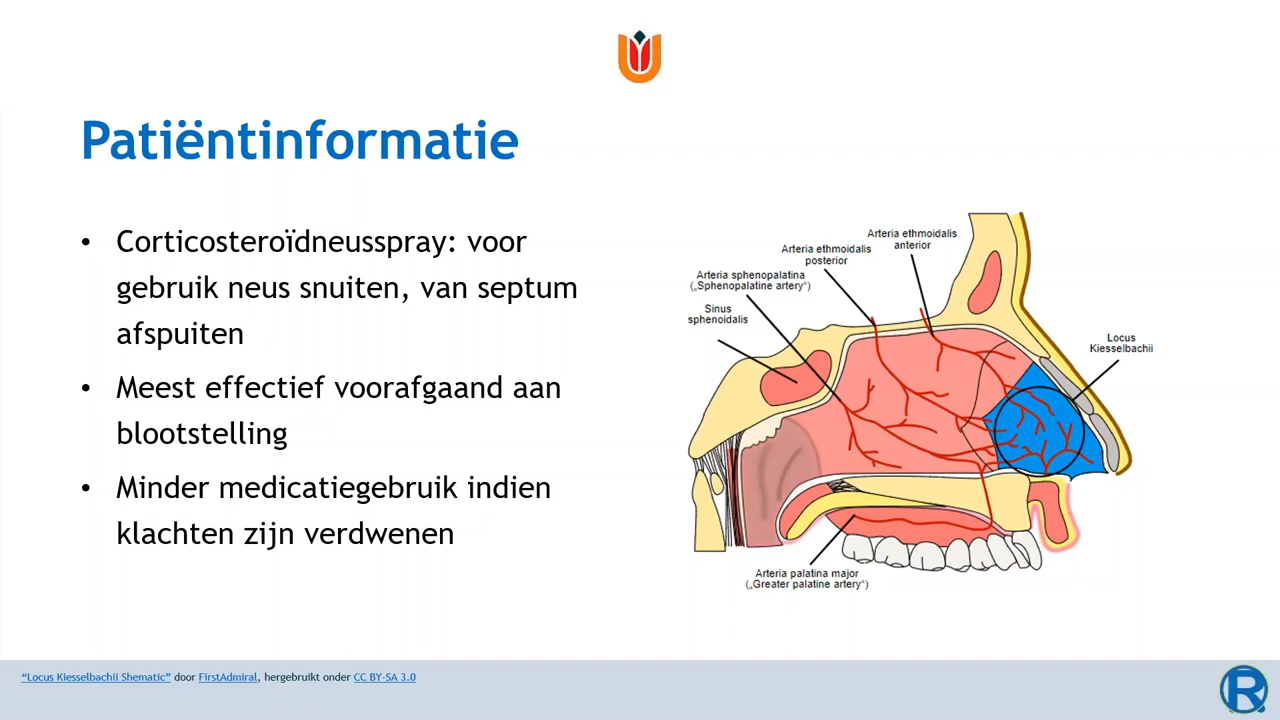 Patiëntinformatie
• Corticosteroïdneusspray: voor
gebruik neus snuiten, van septum
afspuiten
• Meest effectief voorafgaand aan
blootstelling
• Minder medicatiegebruik indien
klachten zijn verdwenen
Arteria ethmoidalis
anterior
Arteria ethmoidalis
posterior
Arteria sphenopalatina
(„Sphenopalatine artery“)
Sinus
sphenoidalis
Locus
Kiesselbachii
Arteria palatina major
(„Greater palatine artery“)
“Locus Kiesselbachii Shematic” door FirstAdmiral, hergebruikt onder CC BY-SA 3.0
R